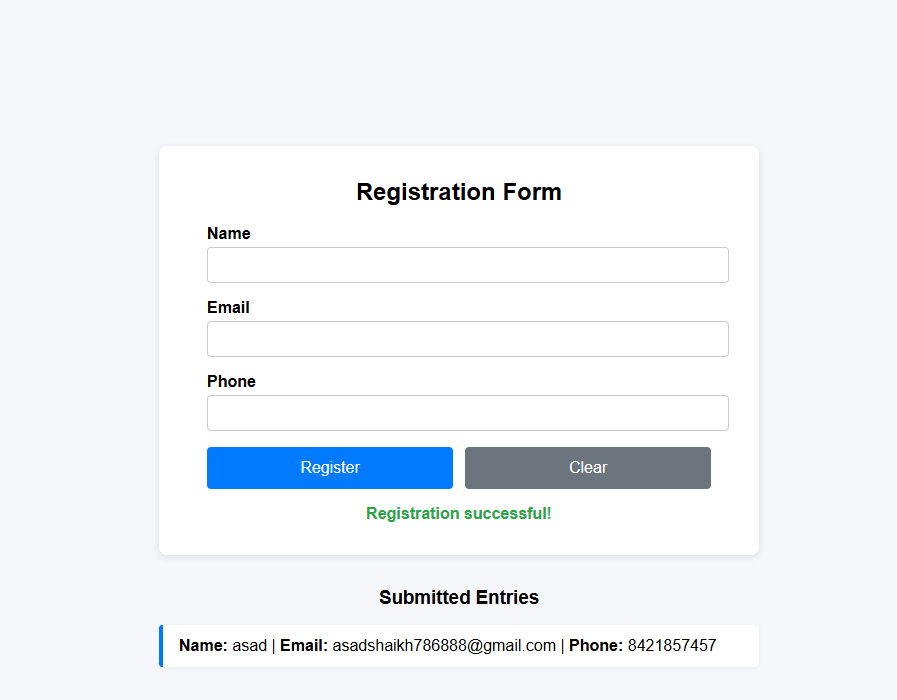 Registration Form
Name
Email
Phone
Register Clear
Registration successful!
Submitted Entries
Name: asad | Email: asadshaikh786888@gmail.com | Phone: 8421857457